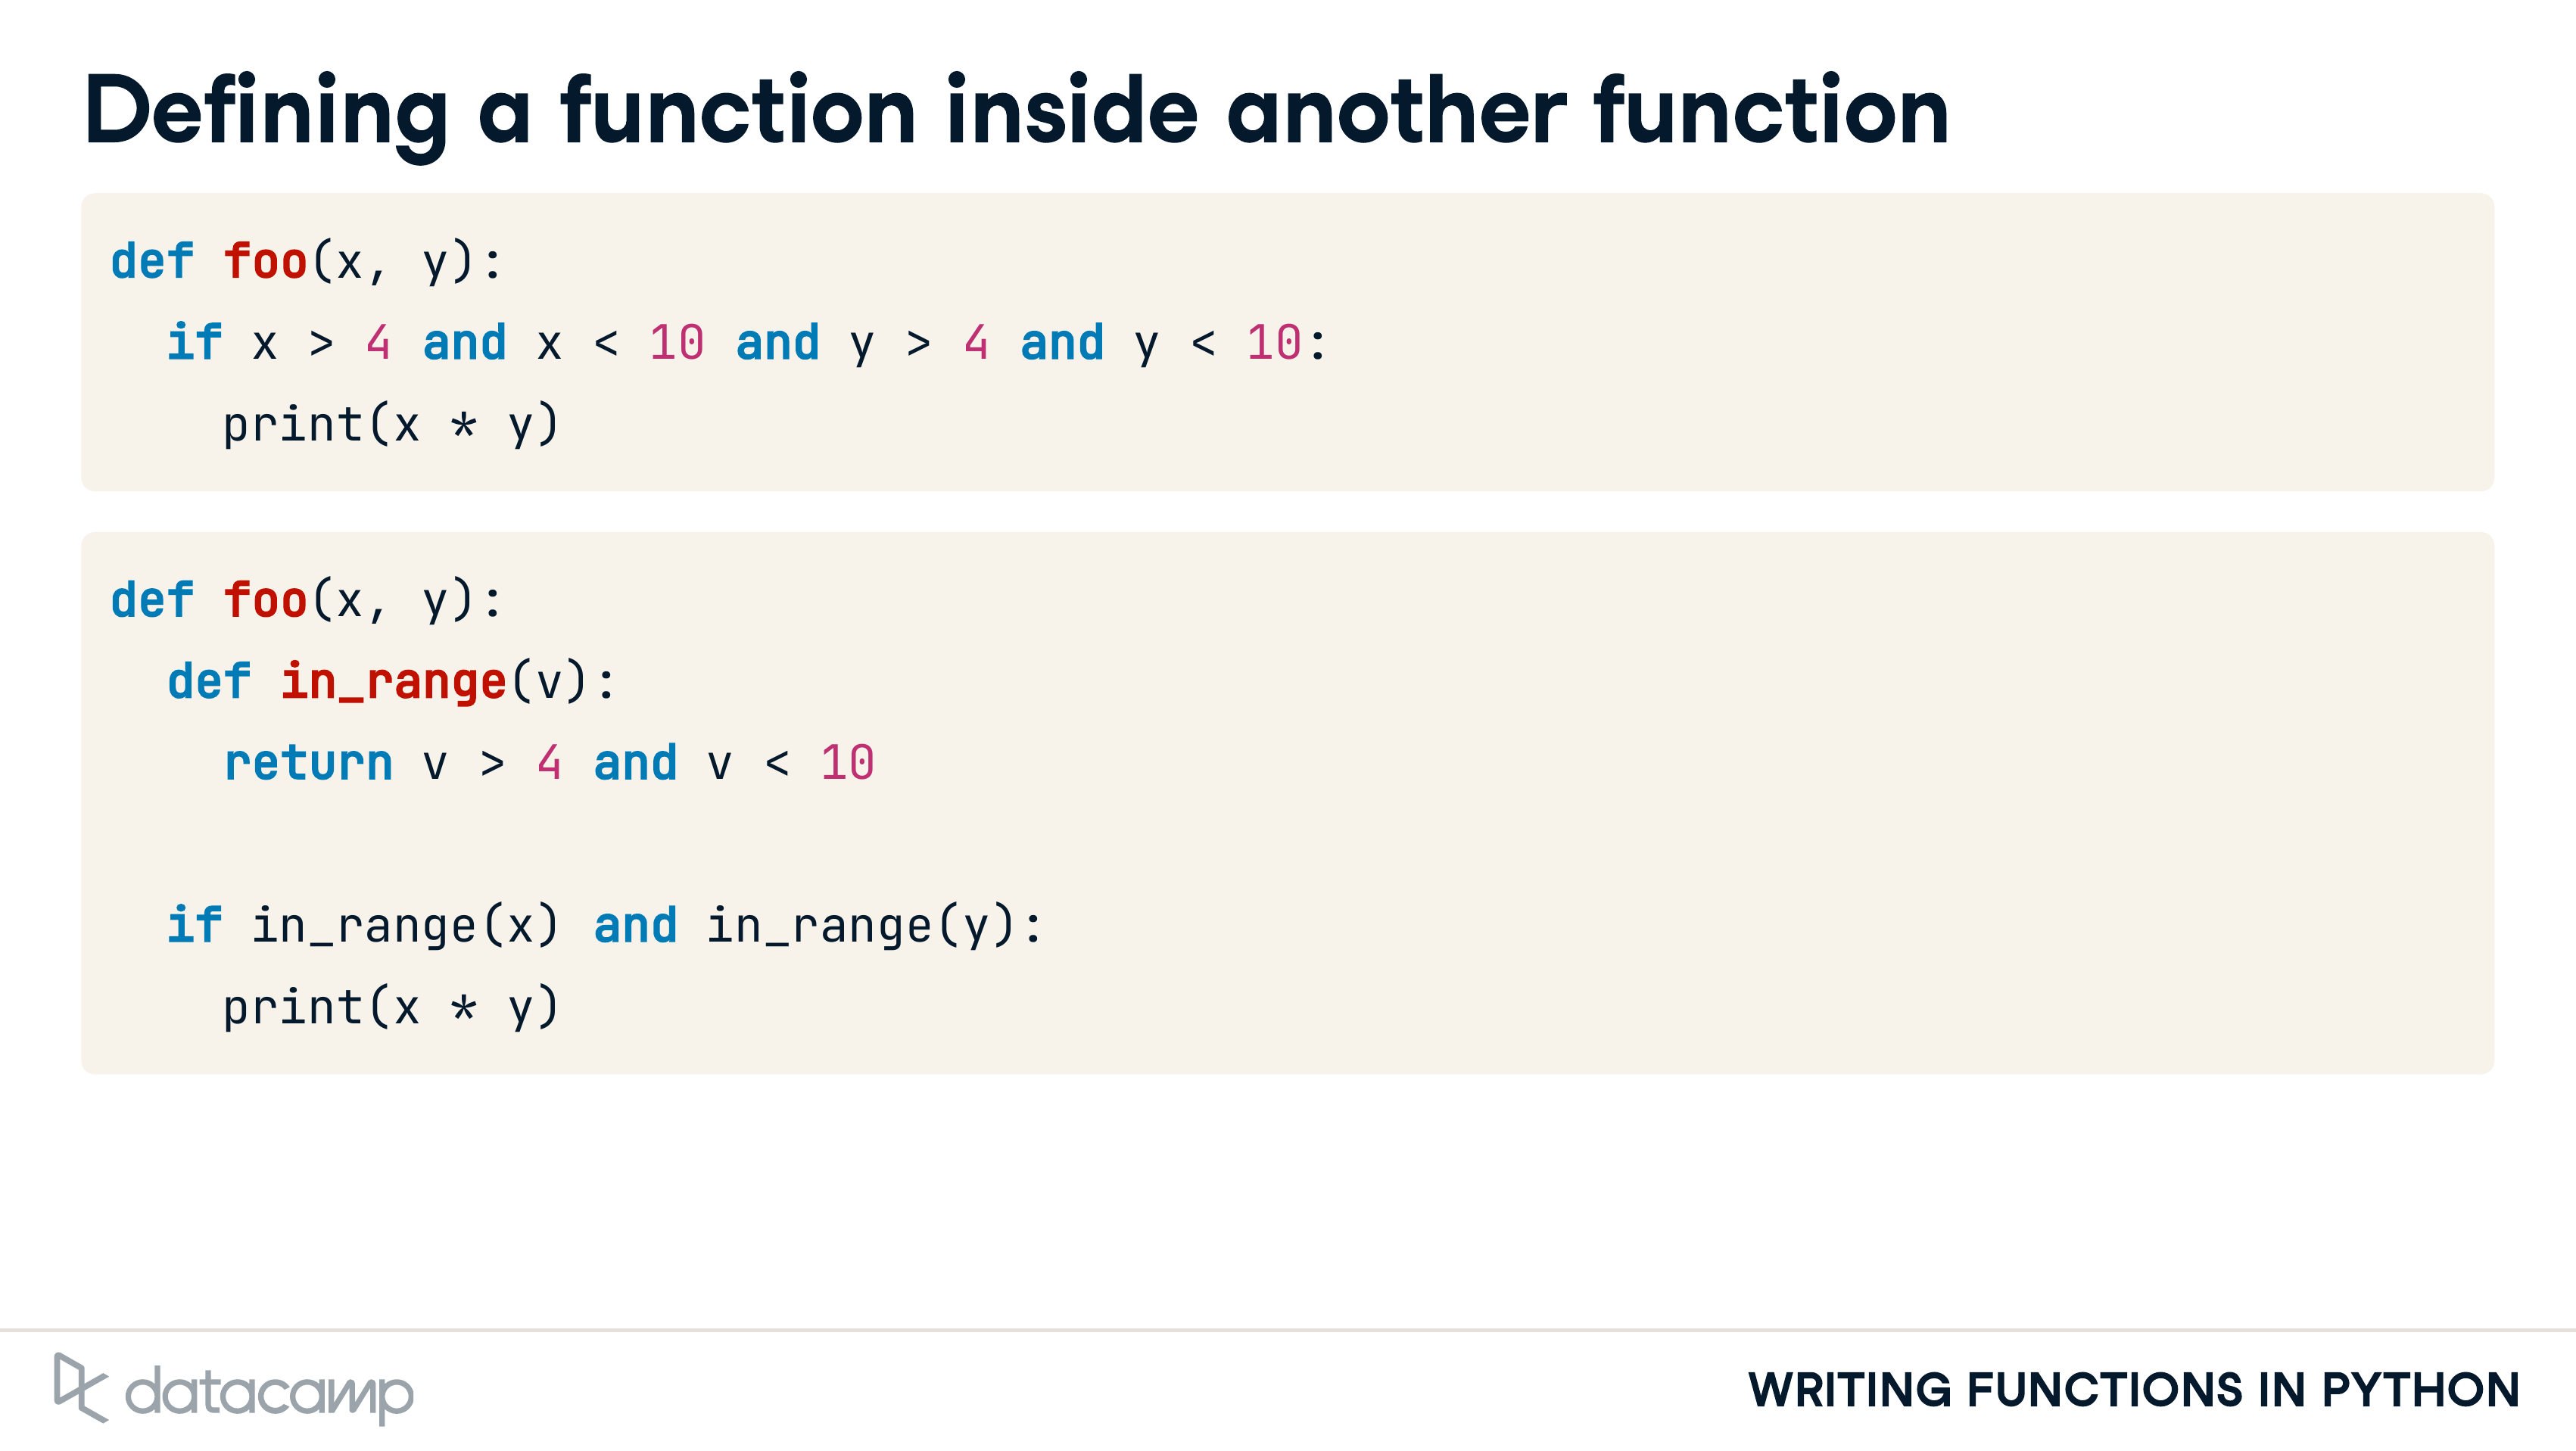 Defining a function inside another function
def foo(x, y):
  if x > 4 and x < 10 and y > 4 and y < 10:
    print(x * y)
def foo(x, y):
  def in_range(v):
    return v > 4 and v < 10
  if in_range(x) and in_range(y):
    print(x * y)
datacamp
WRITING FUNCTIONS IN PYTHON